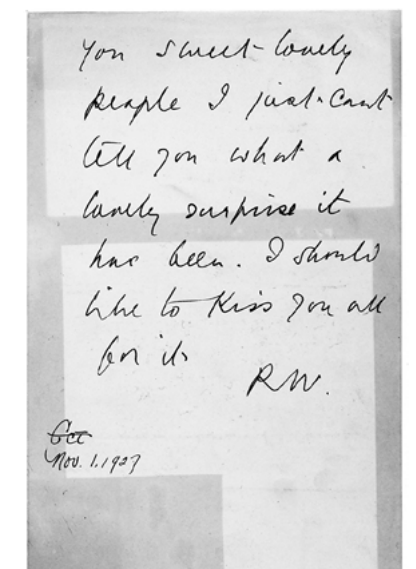 You sweet lovely
people I just can't
tell you what a
lovely surprise it
has been. I should
like to Kiss you all
for it.
R.W.
Oct
Nov. 1. 1927